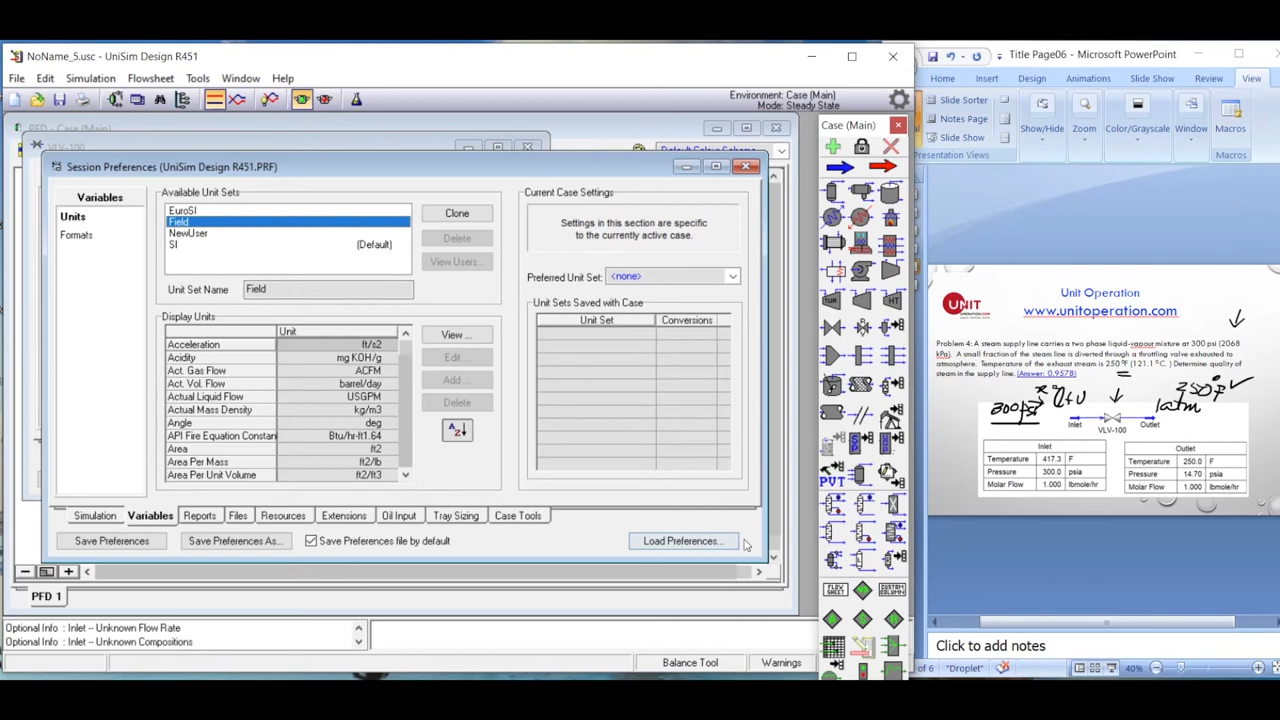 NoName_5.usc - UniSim Design R451
File Edit Simulation Flowsheet Tools Window Help
Environment: Case (Main)
Mode: Steady State
PFD - Case (Main)
VLV-100
Session Preferences (UniSim Design R451.PRF)
Variables
Units
Formats
Available Unit Sets
EuroSI
Field
NewUser
SI (Default)
Clone
Delete
View Users...
Unit Set Name Field
Display Units
Unit
Acceleration ft/s2
Acidity mg KOH/g
Act. Gas Flow ACFM
Act. Vol. Flow barrel/day
Actual Liquid Flow USGPM
Actual Mass Density kg/m3
Angle deg
API Fire Equation Constan Btu/hr-ft1.64
Area ft2
Area Per Mass ft2/lb
Area Per Unit Volume ft2/ft3
View ...
Edit ...
Add ...
Delete
Current Case Settings
Settings in this section are specific
to the currently active case.
Preferred Unit Set: <none>
Unit Sets Saved with Case
Unit Set Conversions
Simulation Variables Reports Files Resources Extensions Oil Input Tray Sizing Case Tools
Save Preferences Save Preferences As... Save Preferences file by default Load Preferences...
PFD 1
Optional Info : Inlet -- Unknown Flow Rate
Optional Info : Inlet -- Unknown Compositions
Balance Tool Warnings
Case (Main)
PVT
Title Page06 - Microsoft PowerPoint
Home Insert Design Animations Slide Show Review View
Slide Sorter
Notes Page
Slide Show
Presentation Views
Show/Hide
Zoom
Color/Grayscale
Window
Macros
Macros
UNIT
Unit Operation
www.unitoperation.com
Problem 4: A steam supply line carries a two phase liquid-vapour mixture at 300 psi (2068
kPa). A small fraction of the steam line is diverted through a throttling valve exhausted to
atmosphere. Temperature of the exhaust stream is 250 °F (121.1 °C ) Determine quality of
steam in the supply line. (Answer: 0.9578)
300psi
250°F
1atm
Inlet
VLV-100
Outlet
Inlet
Temperature 417.3 F
Pressure 300.0 psia
Molar Flow 1.000 lbmole/hr
Outlet
Temperature 250.0 F
Pressure 14.70 psia
Molar Flow 1.000 lbmole/hr
Click to add notes
of 6 "Droplet" 40%